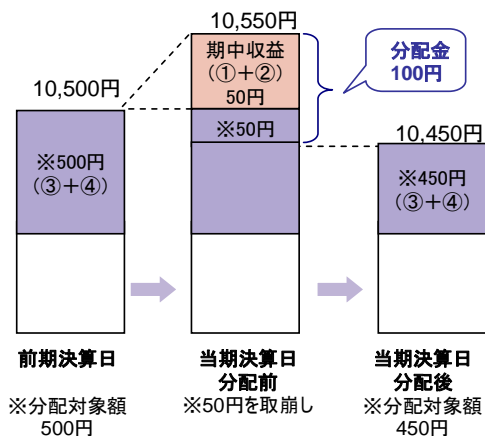 10,500円
※500円
(③+④)
前期決算日
※分配対象額
500円
10,550円
期中収益
(①+②)
50円
※50円
分配金
100円
当期決算日
分配前
※50円を取崩し
10,450円
※450円
(③+④)
当期決算日
分配後
※分配対象額
450円